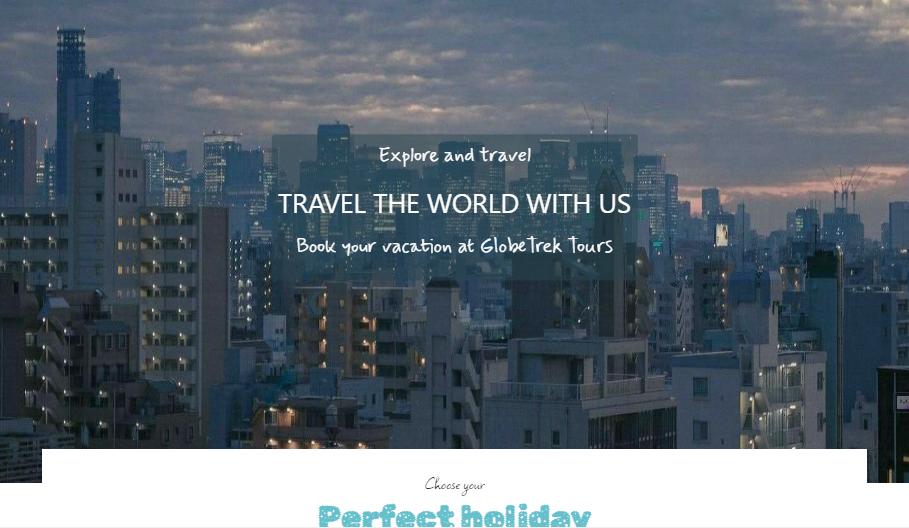 Explore and travel
TRAVEL THE WORLD WITH US
Book your vacation at GlobeTrek Tours
Choose your
Perfect holiday